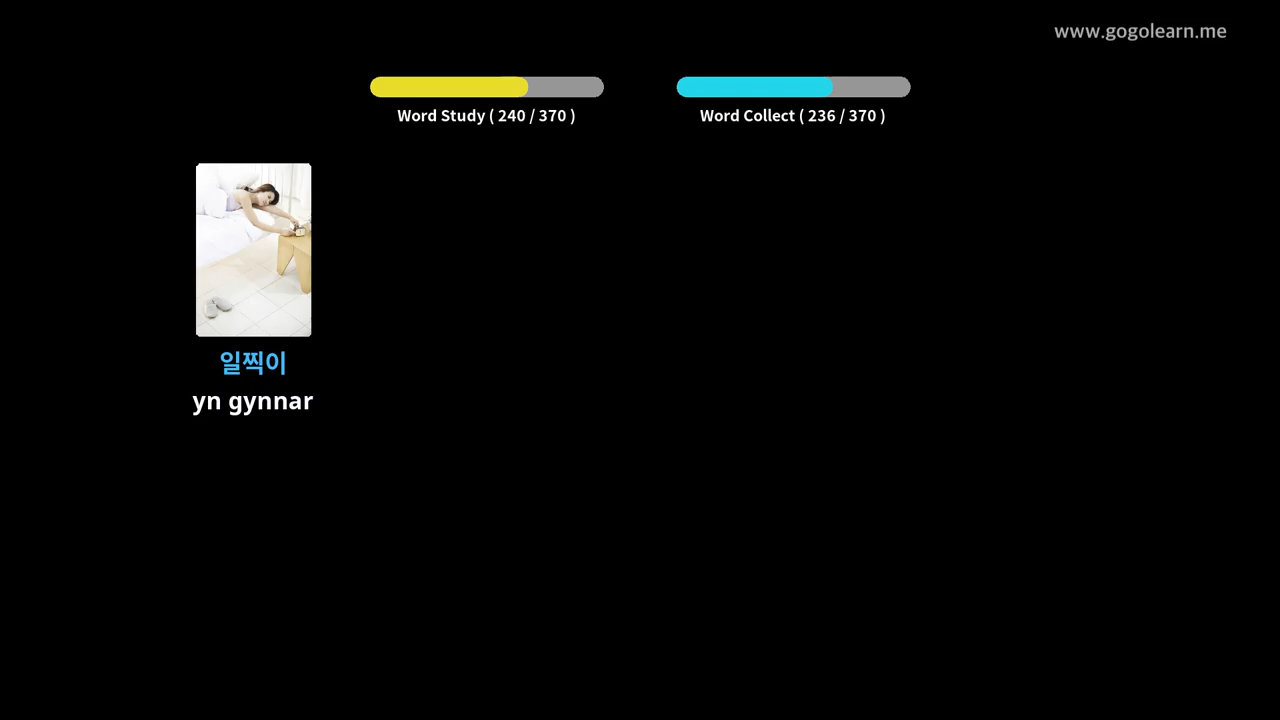 www.gogolearn.me
Word Study ( 240 / 370 )
Word Collect ( 236 / 370 )
일찍이
yn gynnar